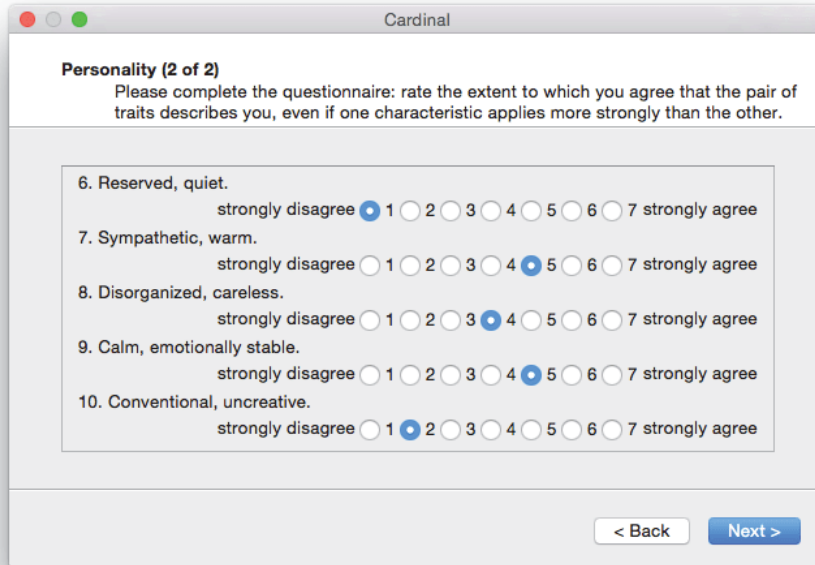 Cardinal
Personality (2 of 2)
Please complete the questionnaire: rate the extent to which you agree that the pair of
traits describes you, even if one characteristic applies more strongly than the other.
6. Reserved, quiet.
strongly disagree 1 2 3 4 5 6 7 strongly agree
7. Sympathetic, warm.
strongly disagree 1 2 3 4 5 6 7 strongly agree
8. Disorganized, careless.
strongly disagree 1 2 3 4 5 6 7 strongly agree
9. Calm, emotionally stable.
strongly disagree 1 2 3 4 5 6 7 strongly agree
10. Conventional, uncreative.
strongly disagree 1 2 3 4 5 6 7 strongly agree
< Back Next >